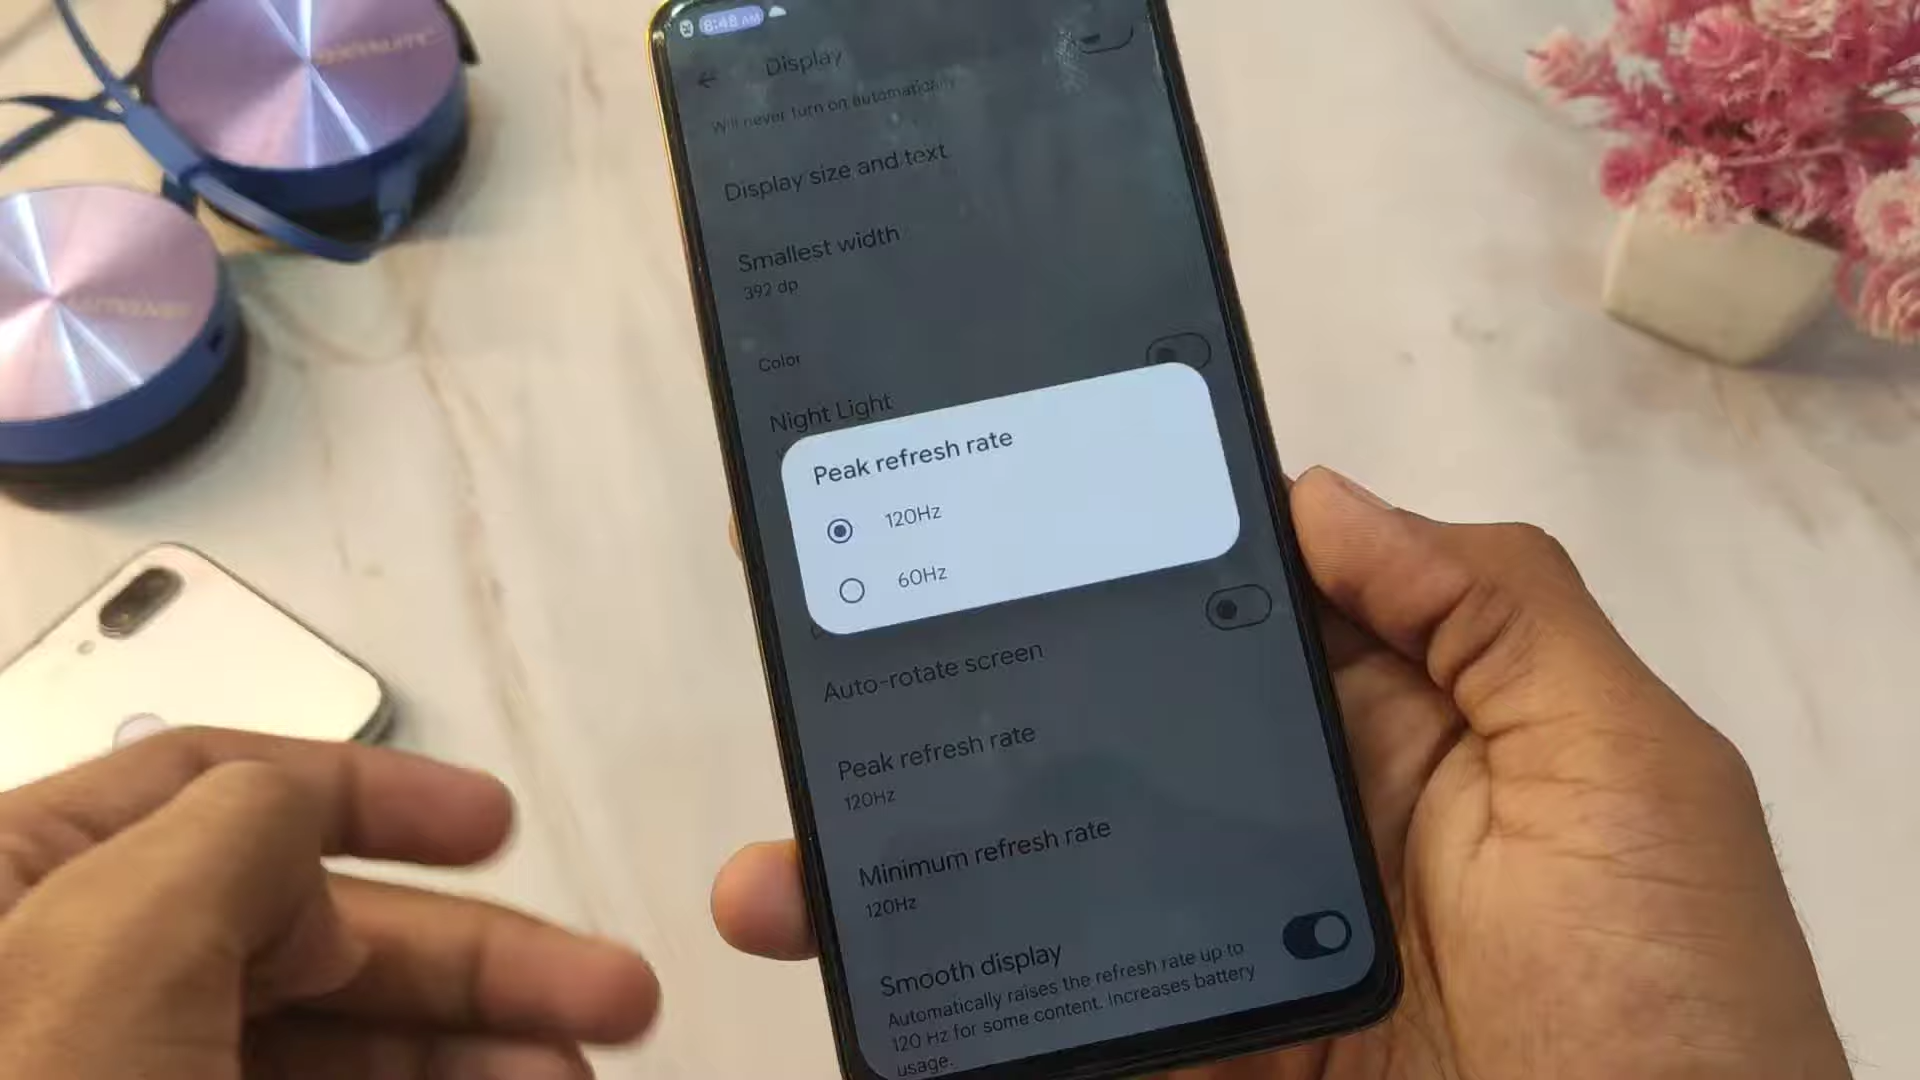 8:48 AM
Display
Will never turn on automatically
Display size and text
Smallest width
392 dp
Color
Night Light
Peak refresh rate
120Hz
60Hz
Auto-rotate screen
Peak refresh rate
120Hz
Minimum refresh rate
120Hz
Smooth display
Automatically raises the refresh rate up to
120 Hz for some content. Increases battery
usage.